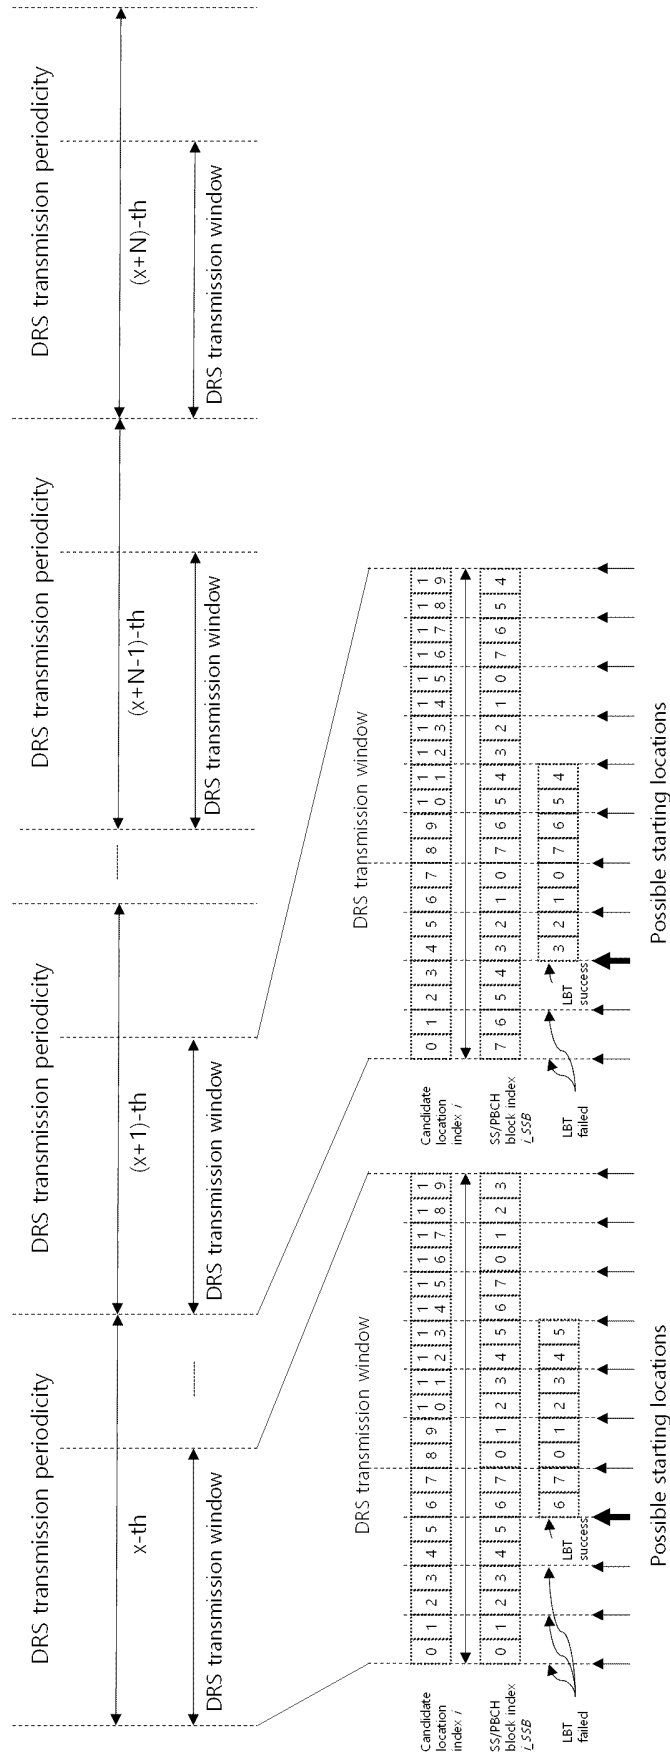 DRS transmission periodicity
DRS transmission periodicity
DRS transmission periodicity
DRS transmission periodicity
x-th
(x+1)-th
(x+N-1)-th
(x+N)-th
DRS transmission window
DRS transmission window
DRS transmission window
DRS transmission window
DRS transmission window
Candidate
location
index i
0 1 2 3 4 5 6 7 8 9 10 11 12 13 14 15 16 17 18 19
SS/PBCH
block index
i_SSB
0 1 2 3 4 5 6 7 0 1 2 3 4 5 6 7 0 1 2 3
6 7 0 1 2 3 4 5
LBT
failed
LBT
success
Possible starting locations
DRS transmission window
Candidate
location
index i
0 1 2 3 4 5 6 7 8 9 10 11 12 13 14 15 16 17 18 19
SS/PBCH
block index
i_SSB
7 6 5 4 3 2 1 0 7 6 5 4 3 2 1 0 7 6 5 4
3 2 1 0 7 6 5 4
LBT
failed
LBT
success
Possible starting locations